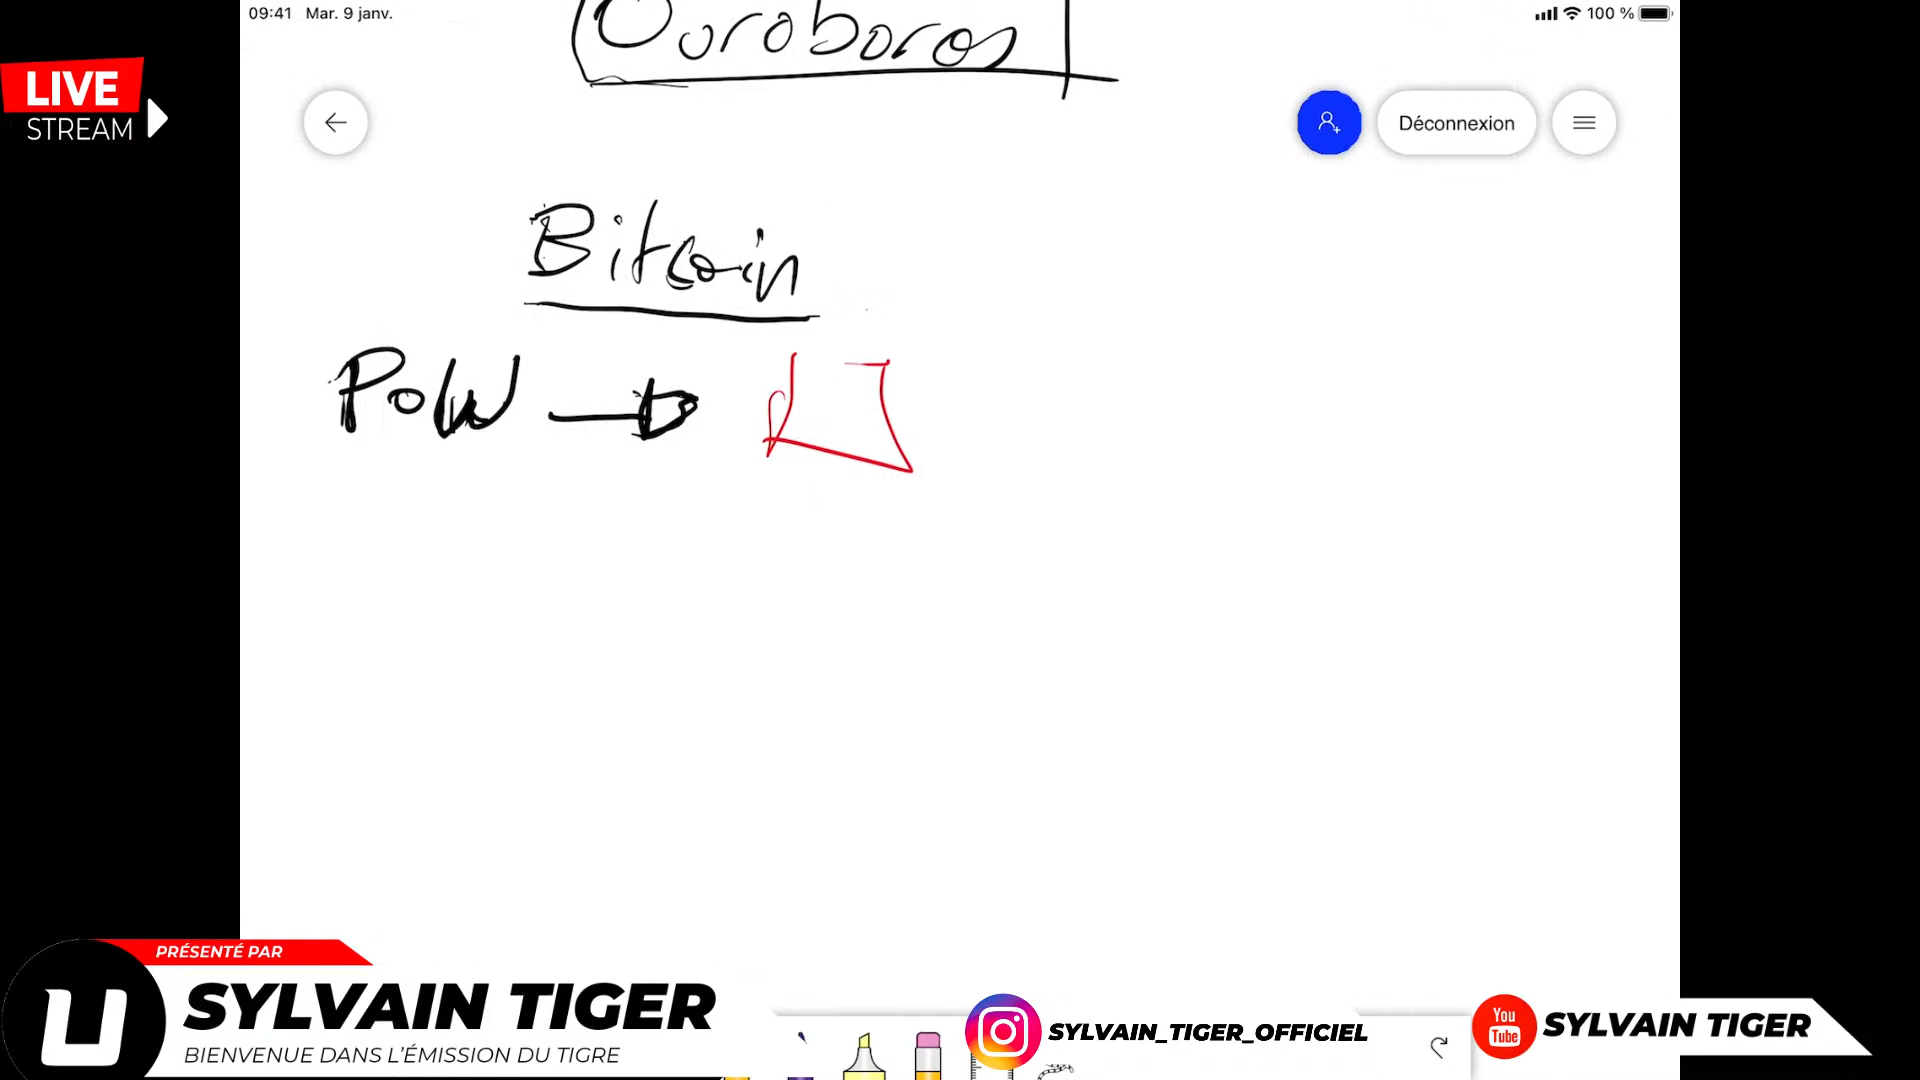 09:41 Mar. 9 janv. 100 %
Ouroboros
LIVE
STREAM
Déconnexion
Bitcoin
PoW
PRÉSENTÉ PAR
SYLVAIN TIGER
BIENVENUE DANS L'ÉMISSION DU TIGRE
SYLVAIN_TIGER_OFFICIEL
You
Tube
SYLVAIN TIGER